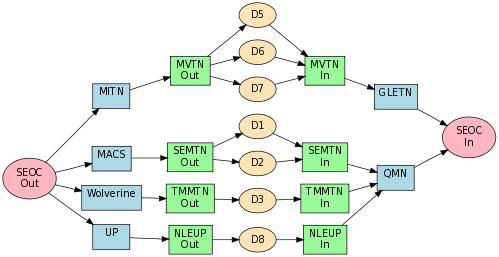 D5
D6
D7
MVTN
Out
MVTN
In
MITN
GLETN
D1
D2
MACS
SEMTN
Out
SEMTN
In
SEOC
Out
SEOC
In
QMN
Wolverine
TMMTN
Out
D3
TMMTN
In
UP
NLEUP
Out
D8
NLEUP
In